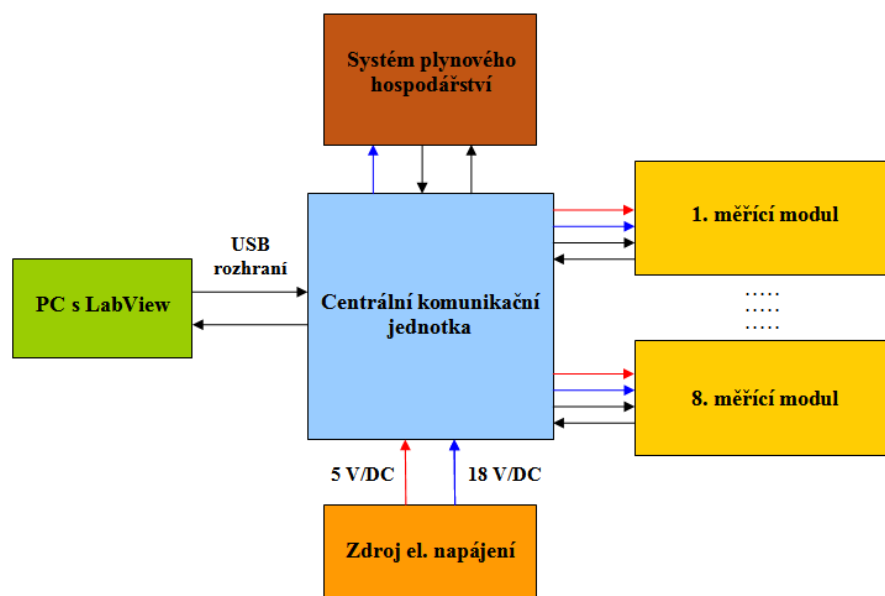 Systém plynového
hospodářství
1. měřící modul
USB
rozhraní
PC s LabView
Centrální komunikační
jednotka
.....
.....
.....
8. měřící modul
5 V/DC
18 V/DC
Zdroj el. napájení